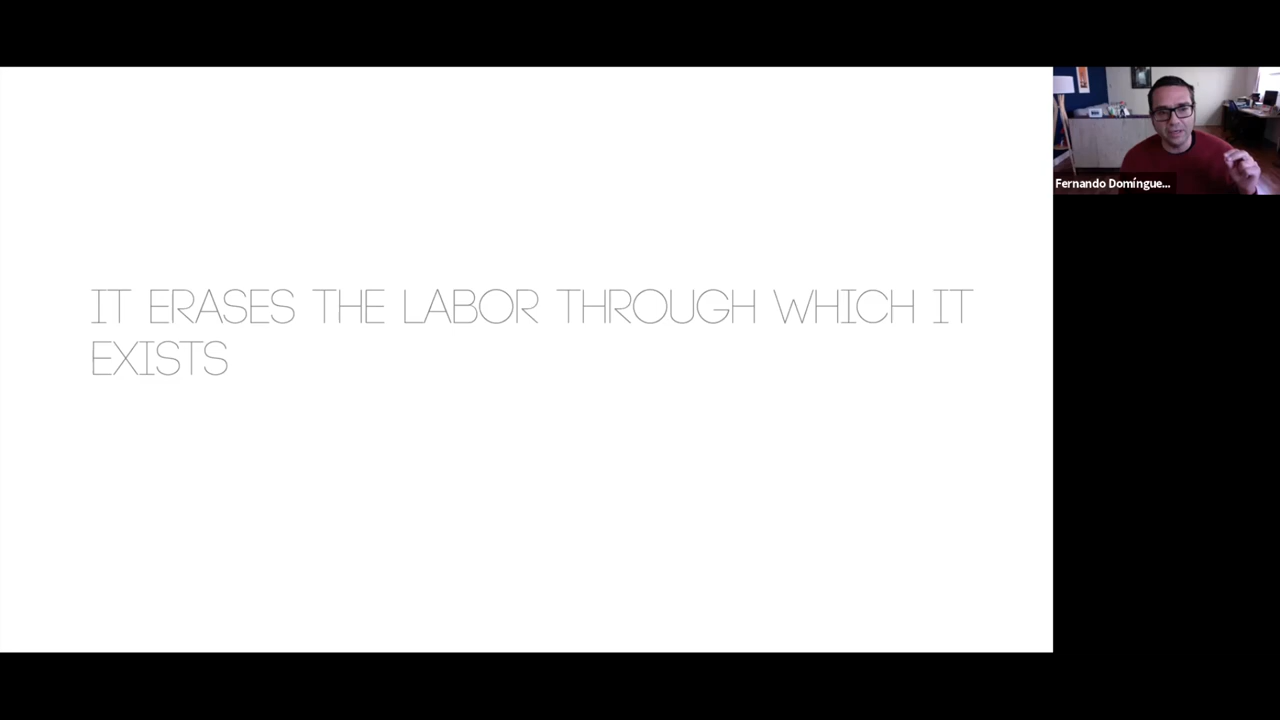 IT ERASES THE LABOR THROUGH WHICH IT
EXISTS
Fernando Domíngue...